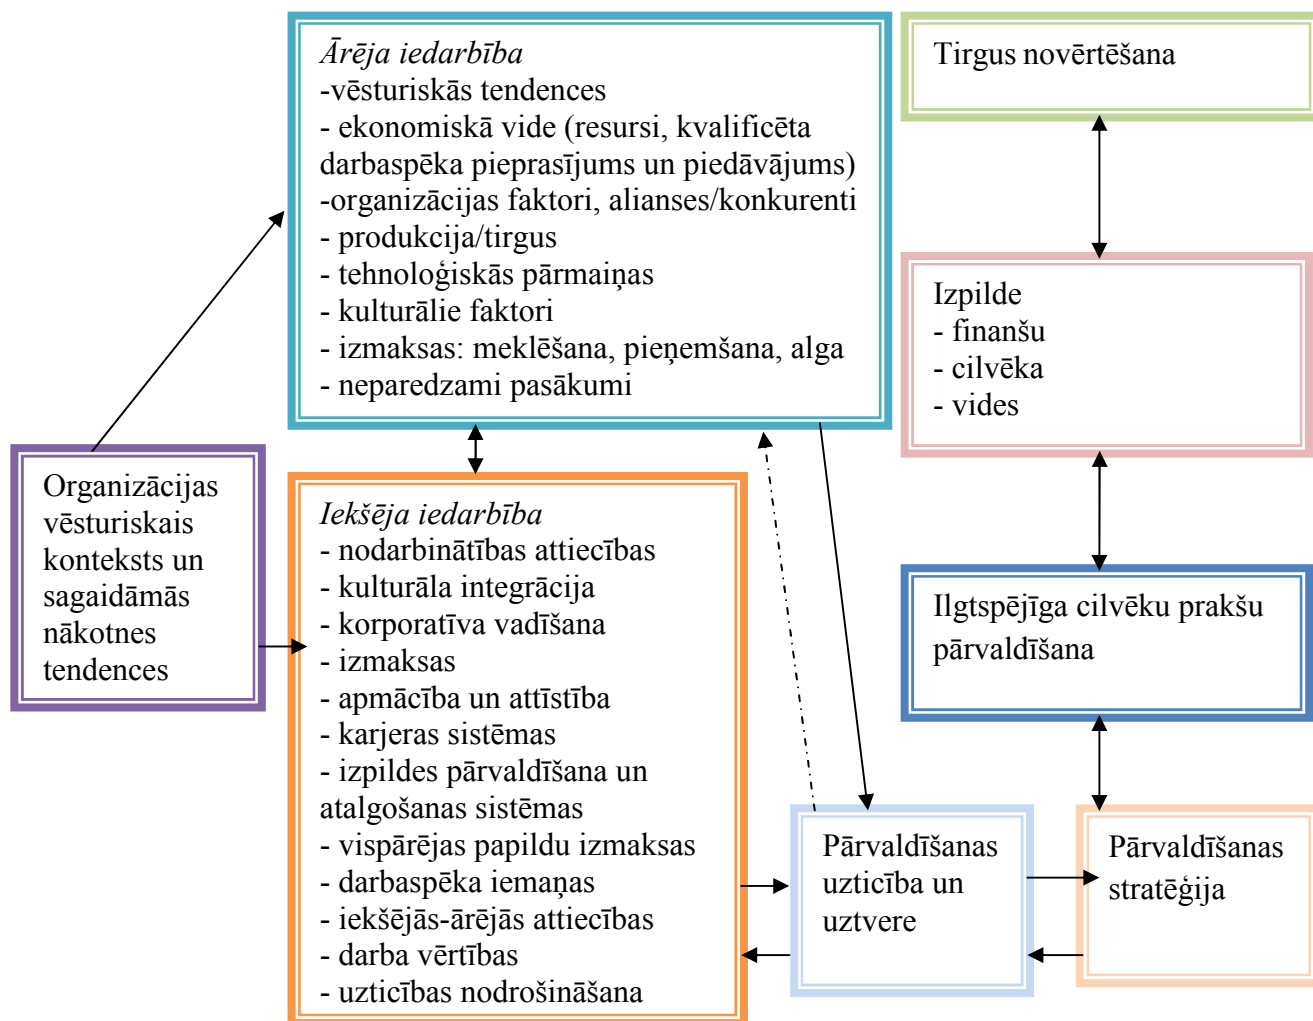 Ārēja iedarbība
-vēsturiskās tendences
- ekonomiskā vide (resursi, kvalificēta
darbaspēka pieprasījums un piedāvājums)
-organizācijas faktori, alianses/konkurenti
- produkcija/tirgus
- tehnoloģiskās pārmaiņas
- kulturālie faktori
- izmaksas: meklēšana, pieņemšana, alga
- neparedzami pasākumi
Tirgus novērtēšana
Izpilde
- finanšu
- cilvēka
- vides
Organizācijas
vēsturiskais
konteksts un
sagaidāmās
nākotnes
tendences
Iekšēja iedarbība
- nodarbinātības attiecības
- kulturāla integrācija
- korporatīva vadīšana
- izmaksas
- apmācība un attīstība
- karjeras sistēmas
- izpildes pārvaldīšana un
atalgošanas sistēmas
- vispārējas papildu izmaksas
- darbaspēka iemaņas
- iekšējās-ārējās attiecības
- darba vērtības
- uzticības nodrošināšana
Ilgtspējīga cilvēku prakšu
pārvaldīšana
Pārvaldīšanas
uzticība un
uztvere
Pārvaldīšanas
stratēģija